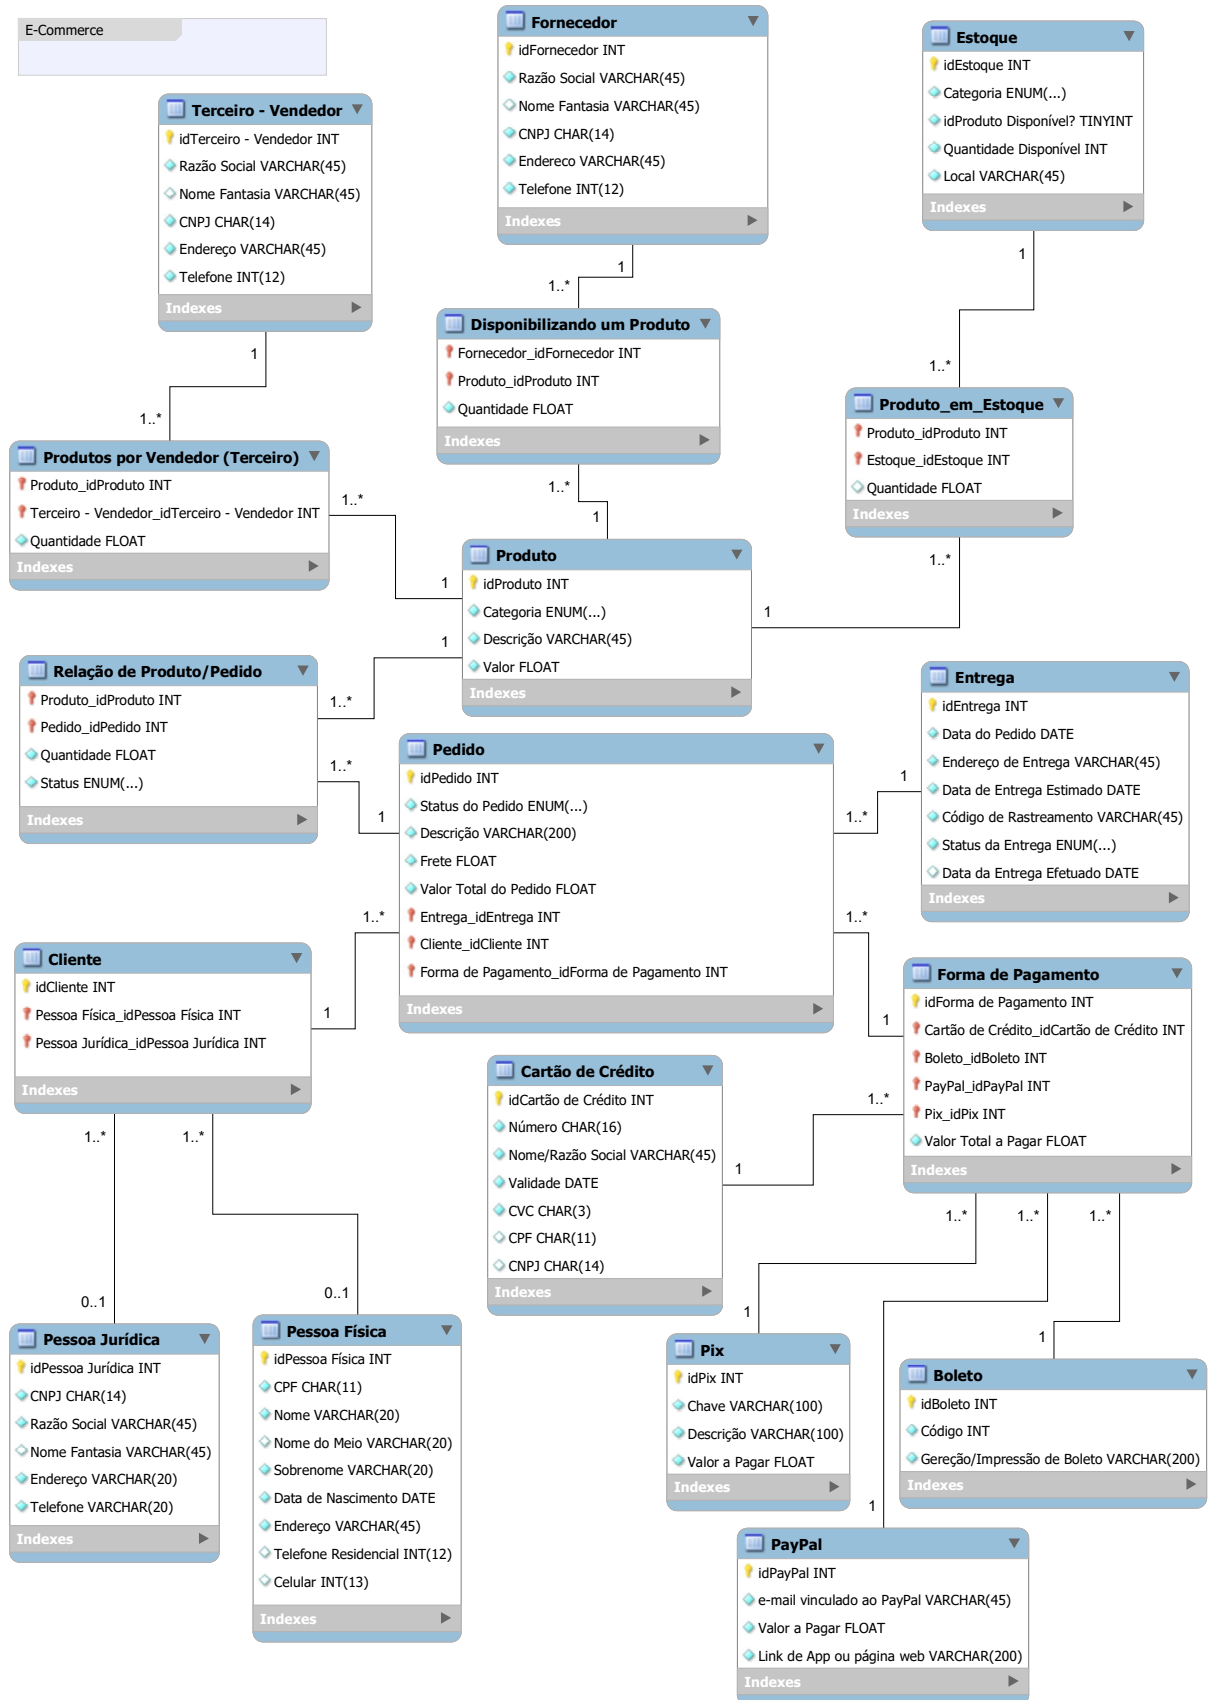 E-Commerce
Fornecedor
idFornecedor INT
Razão Social VARCHAR(45)
Nome Fantasia VARCHAR(45)
CNPJ CHAR(14)
Endereco VARCHAR(45)
Telefone INT(12)
Indexes
Estoque
idEstoque INT
Categoria ENUM(...)
idProduto Disponível? TINYINT
Quantidade Disponível INT
Local VARCHAR(45)
Indexes
Terceiro - Vendedor
idTerceiro - Vendedor INT
Razão Social VARCHAR(45)
Nome Fantasia VARCHAR(45)
CNPJ CHAR(14)
Endereço VARCHAR(45)
Telefone INT(12)
Indexes
1
1..*
1
1..*
1
1..*
Disponibilizando um Produto
Fornecedor_idFornecedor INT
Produto_idProduto INT
Quantidade FLOAT
Indexes
Produto_em_Estoque
Produto_idProduto INT
Estoque_idEstoque INT
Quantidade FLOAT
Indexes
Produtos por Vendedor (Terceiro)
Produto_idProduto INT
Terceiro - Vendedor_idTerceiro - Vendedor INT
Quantidade FLOAT
Indexes
1..*
1
1..*
1
1..*
1
Produto
idProduto INT
Categoria ENUM(...)
Descrição VARCHAR(45)
Valor FLOAT
Indexes
1
1..*
Relação de Produto/Pedido
Produto_idProduto INT
Pedido_idPedido INT
Quantidade FLOAT
Status ENUM(...)
Indexes
1..*
1
Pedido
idPedido INT
Status do Pedido ENUM(...)
Descrição VARCHAR(200)
Frete FLOAT
Valor Total do Pedido FLOAT
Entrega_idEntrega INT
Cliente_idCliente INT
Forma de Pagamento_idForma de Pagamento INT
Indexes
Entrega
idEntrega INT
Data do Pedido DATE
Endereço de Entrega VARCHAR(45)
Data de Entrega Estimado DATE
Código de Rastreamento VARCHAR(45)
Status da Entrega ENUM(...)
Data da Entrega Efetuado DATE
Indexes
1
1..*
1..*
1
1..*
1
Cliente
idCliente INT
Pessoa Física_idPessoa Física INT
Pessoa Jurídica_idPessoa Jurídica INT
Indexes
Forma de Pagamento
idForma de Pagamento INT
Cartão de Crédito_idCartão de Crédito INT
Boleto_idBoleto INT
PayPal_idPayPal INT
Pix_idPix INT
Valor Total a Pagar FLOAT
Indexes
Cartão de Crédito
idCartão de Crédito INT
Número CHAR(16)
Nome/Razão Social VARCHAR(45)
Validade DATE
CVC CHAR(3)
CPF CHAR(11)
CNPJ CHAR(14)
Indexes
1..*
1
1..*
1..*
0..1
0..1
1..*
1..*
1..*
1
1
1
Pessoa Jurídica
idPessoa Jurídica INT
CNPJ CHAR(14)
Razão Social VARCHAR(45)
Nome Fantasia VARCHAR(45)
Endereço VARCHAR(20)
Telefone VARCHAR(20)
Indexes
Pessoa Física
idPessoa Física INT
CPF CHAR(11)
Nome VARCHAR(20)
Nome do Meio VARCHAR(20)
Sobrenome VARCHAR(20)
Data de Nascimento DATE
Endereço VARCHAR(45)
Telefone Residencial INT(12)
Celular INT(13)
Indexes
Pix
idPix INT
Chave VARCHAR(100)
Descrição VARCHAR(100)
Valor a Pagar FLOAT
Indexes
Boleto
idBoleto INT
Código INT
Gereção/Impressão de Boleto VARCHAR(200)
Indexes
PayPal
idPayPal INT
e-mail vinculado ao PayPal VARCHAR(45)
Valor a Pagar FLOAT
Link de App ou página web VARCHAR(200)
Indexes